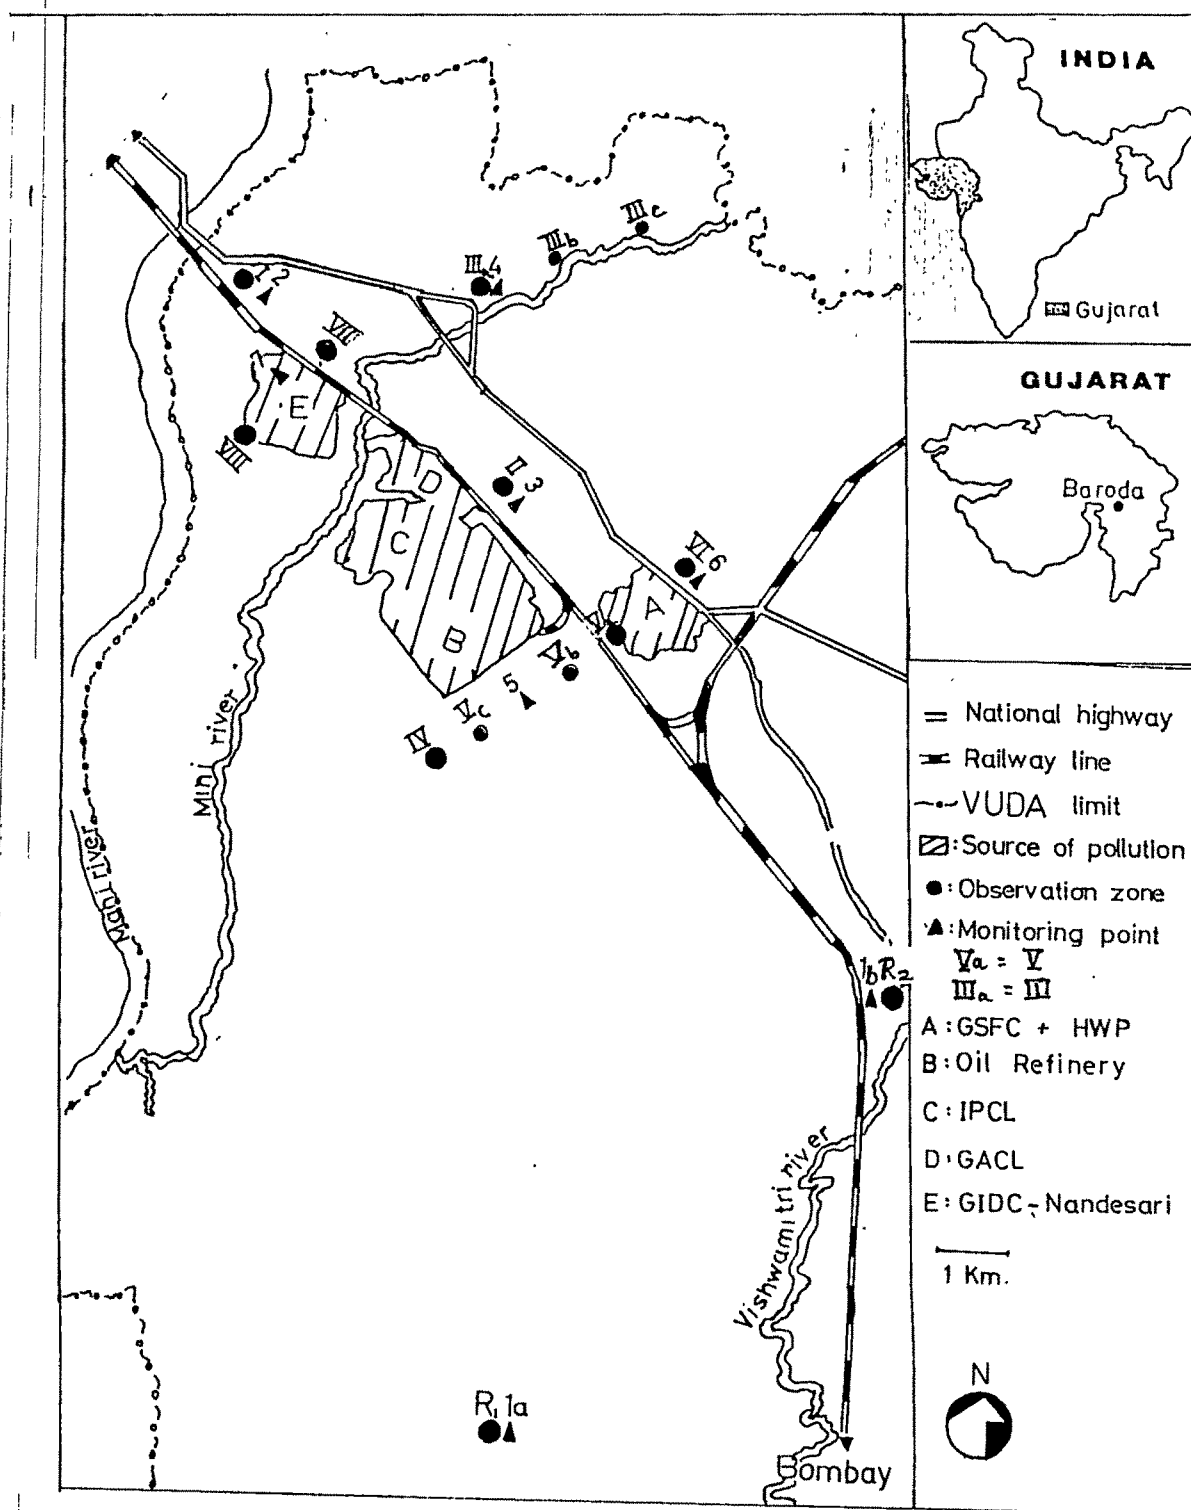 INDIA
Gujarat
GUJARAT
Baroda
I 2
III 4
III b
III c
VII
E
VIII
D
C
B
II 3
VI 6
A
V
V b
5
V c
IV
Mini river
Mahi river
1b R2
Vishwamitri river
R1 1a
Bombay
National highway
Railway line
VUDA limit
:Source of pollution
:Observation zone
:Monitoring point
Va = V
IIIa = III
A:GSFC + HWP
B:Oil Refinery
C:IPCL
D:GACL
E:GIDC-Nandesari
1 Km.
N